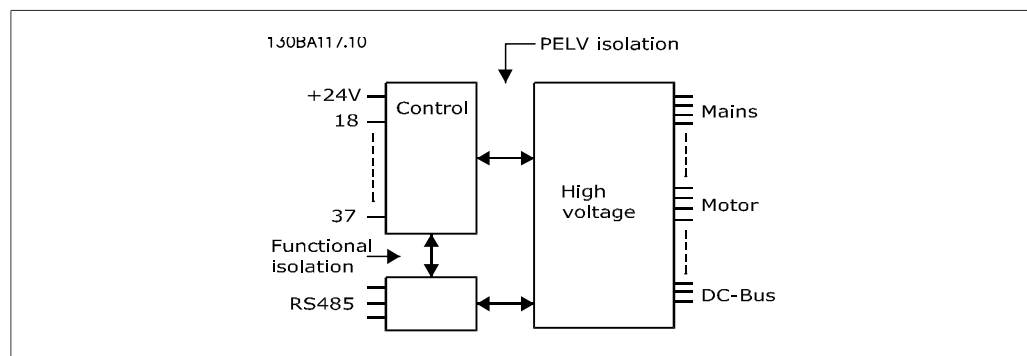 130BA117.10
PELV isolation
+24V
Control
18
37
Functional
isolation
RS485
High
voltage
Mains
Motor
DC-Bus